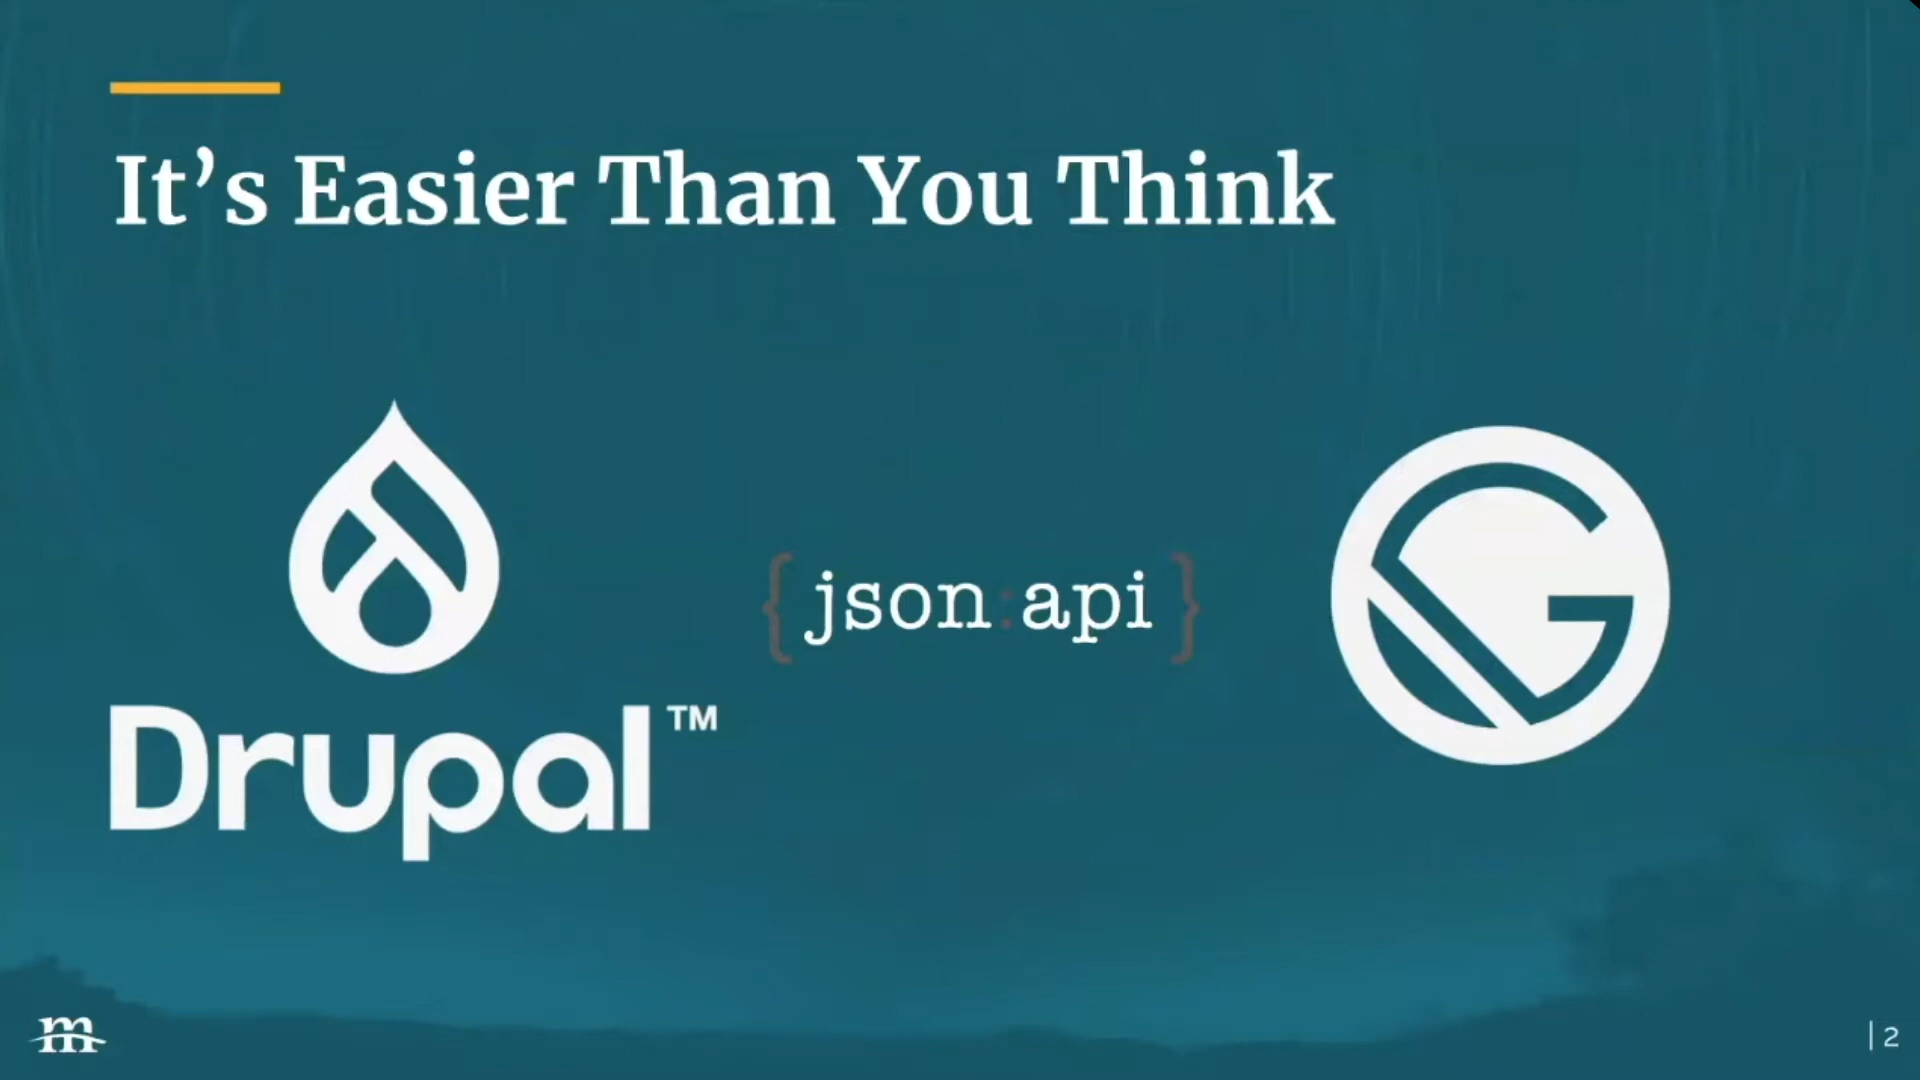 It’s Easier Than You Think
Drupal™
{json:api}
G
m
| 2